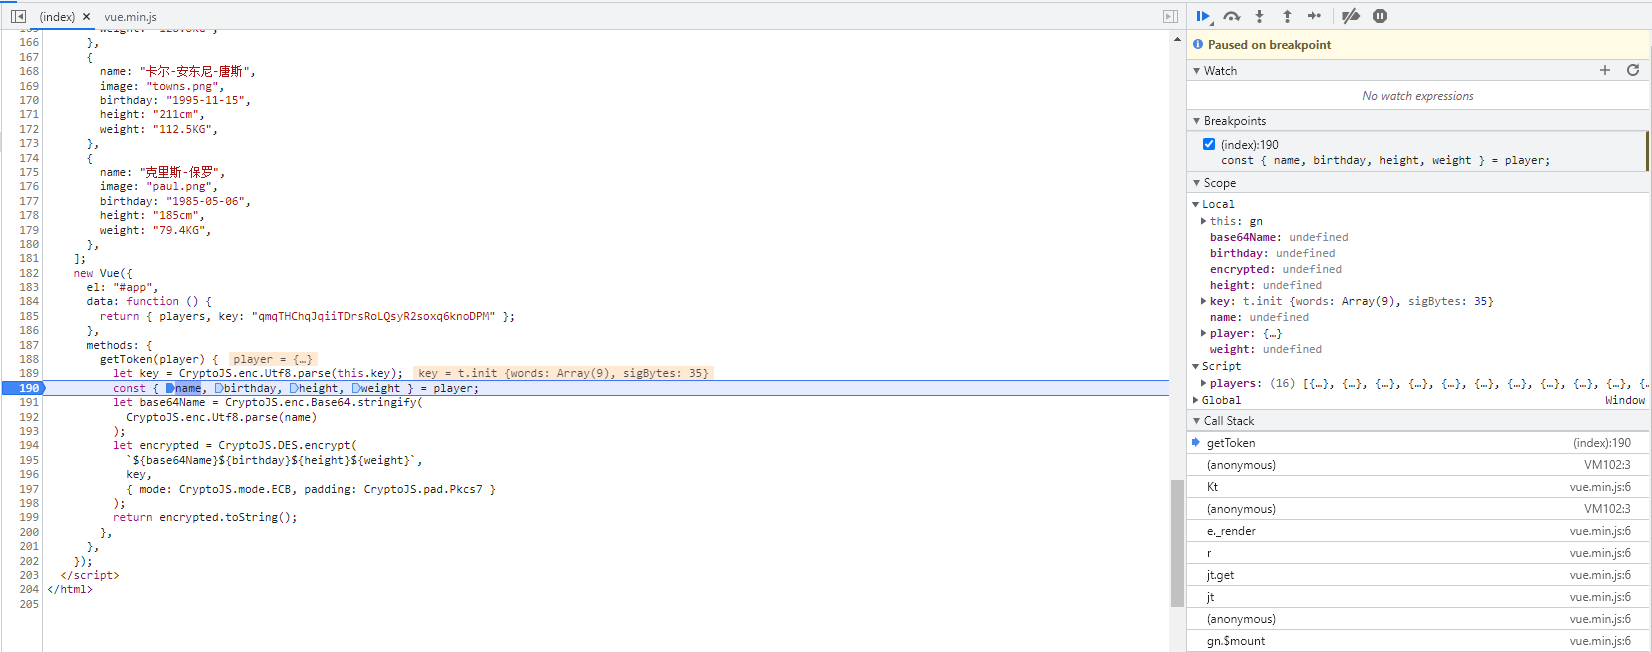 (index) × vue.min.js
165 weight: "128.8KG",
166 },
167 {
168 name: "卡尔-安东尼-唐斯",
169 image: "towns.png",
170 birthday: "1995-11-15",
171 height: "211cm",
172 weight: "112.5KG",
173 },
174 {
175 name: "克里斯-保罗",
176 image: "paul.png",
177 birthday: "1985-05-06",
178 height: "185cm",
179 weight: "79.4KG",
180 },
181 ];
182 new Vue({
183 el: "#app",
184 data: function () {
185 return { players, key: "qmqTHChqJqiiTDrsRoLQsyR2soxq6knoDPM" };
186 },
187 methods: {
188 getToken(player) { player = {…}
189 let key = CryptoJS.enc.Utf8.parse(this.key); key = t.init {words: Array(9), sigBytes: 35}
190 const { name, birthday, height, weight } = player;
191 let base64Name = CryptoJS.enc.Base64.stringify(
192 CryptoJS.enc.Utf8.parse(name)
193 );
194 let encrypted = CryptoJS.DES.encrypt(
195 `${base64Name}${birthday}${height}${weight}`,
196 key,
197 { mode: CryptoJS.mode.ECB, padding: CryptoJS.pad.Pkcs7 }
198 );
199 return encrypted.toString();
200 },
201 },
202 });
203 </script>
204 </html>
205
Paused on breakpoint
Watch
No watch expressions
Breakpoints
(index):190
const { name, birthday, height, weight } = player;
Scope
Local
this: gn
base64Name: undefined
birthday: undefined
encrypted: undefined
height: undefined
key: t.init {words: Array(9), sigBytes: 35}
name: undefined
player: {…}
weight: undefined
Script
players: (16) [{…}, {…}, {…}, {…}, {…}, {…}, {…}, {…}, {…}, {…}, {
Global Window
Call Stack
getToken (index):190
(anonymous) VM102:3
Kt vue.min.js:6
(anonymous) VM102:3
e._render vue.min.js:6
r vue.min.js:6
jt.get vue.min.js:6
jt vue.min.js:6
(anonymous) vue.min.js:6
gn.$mount vue.min.js:6